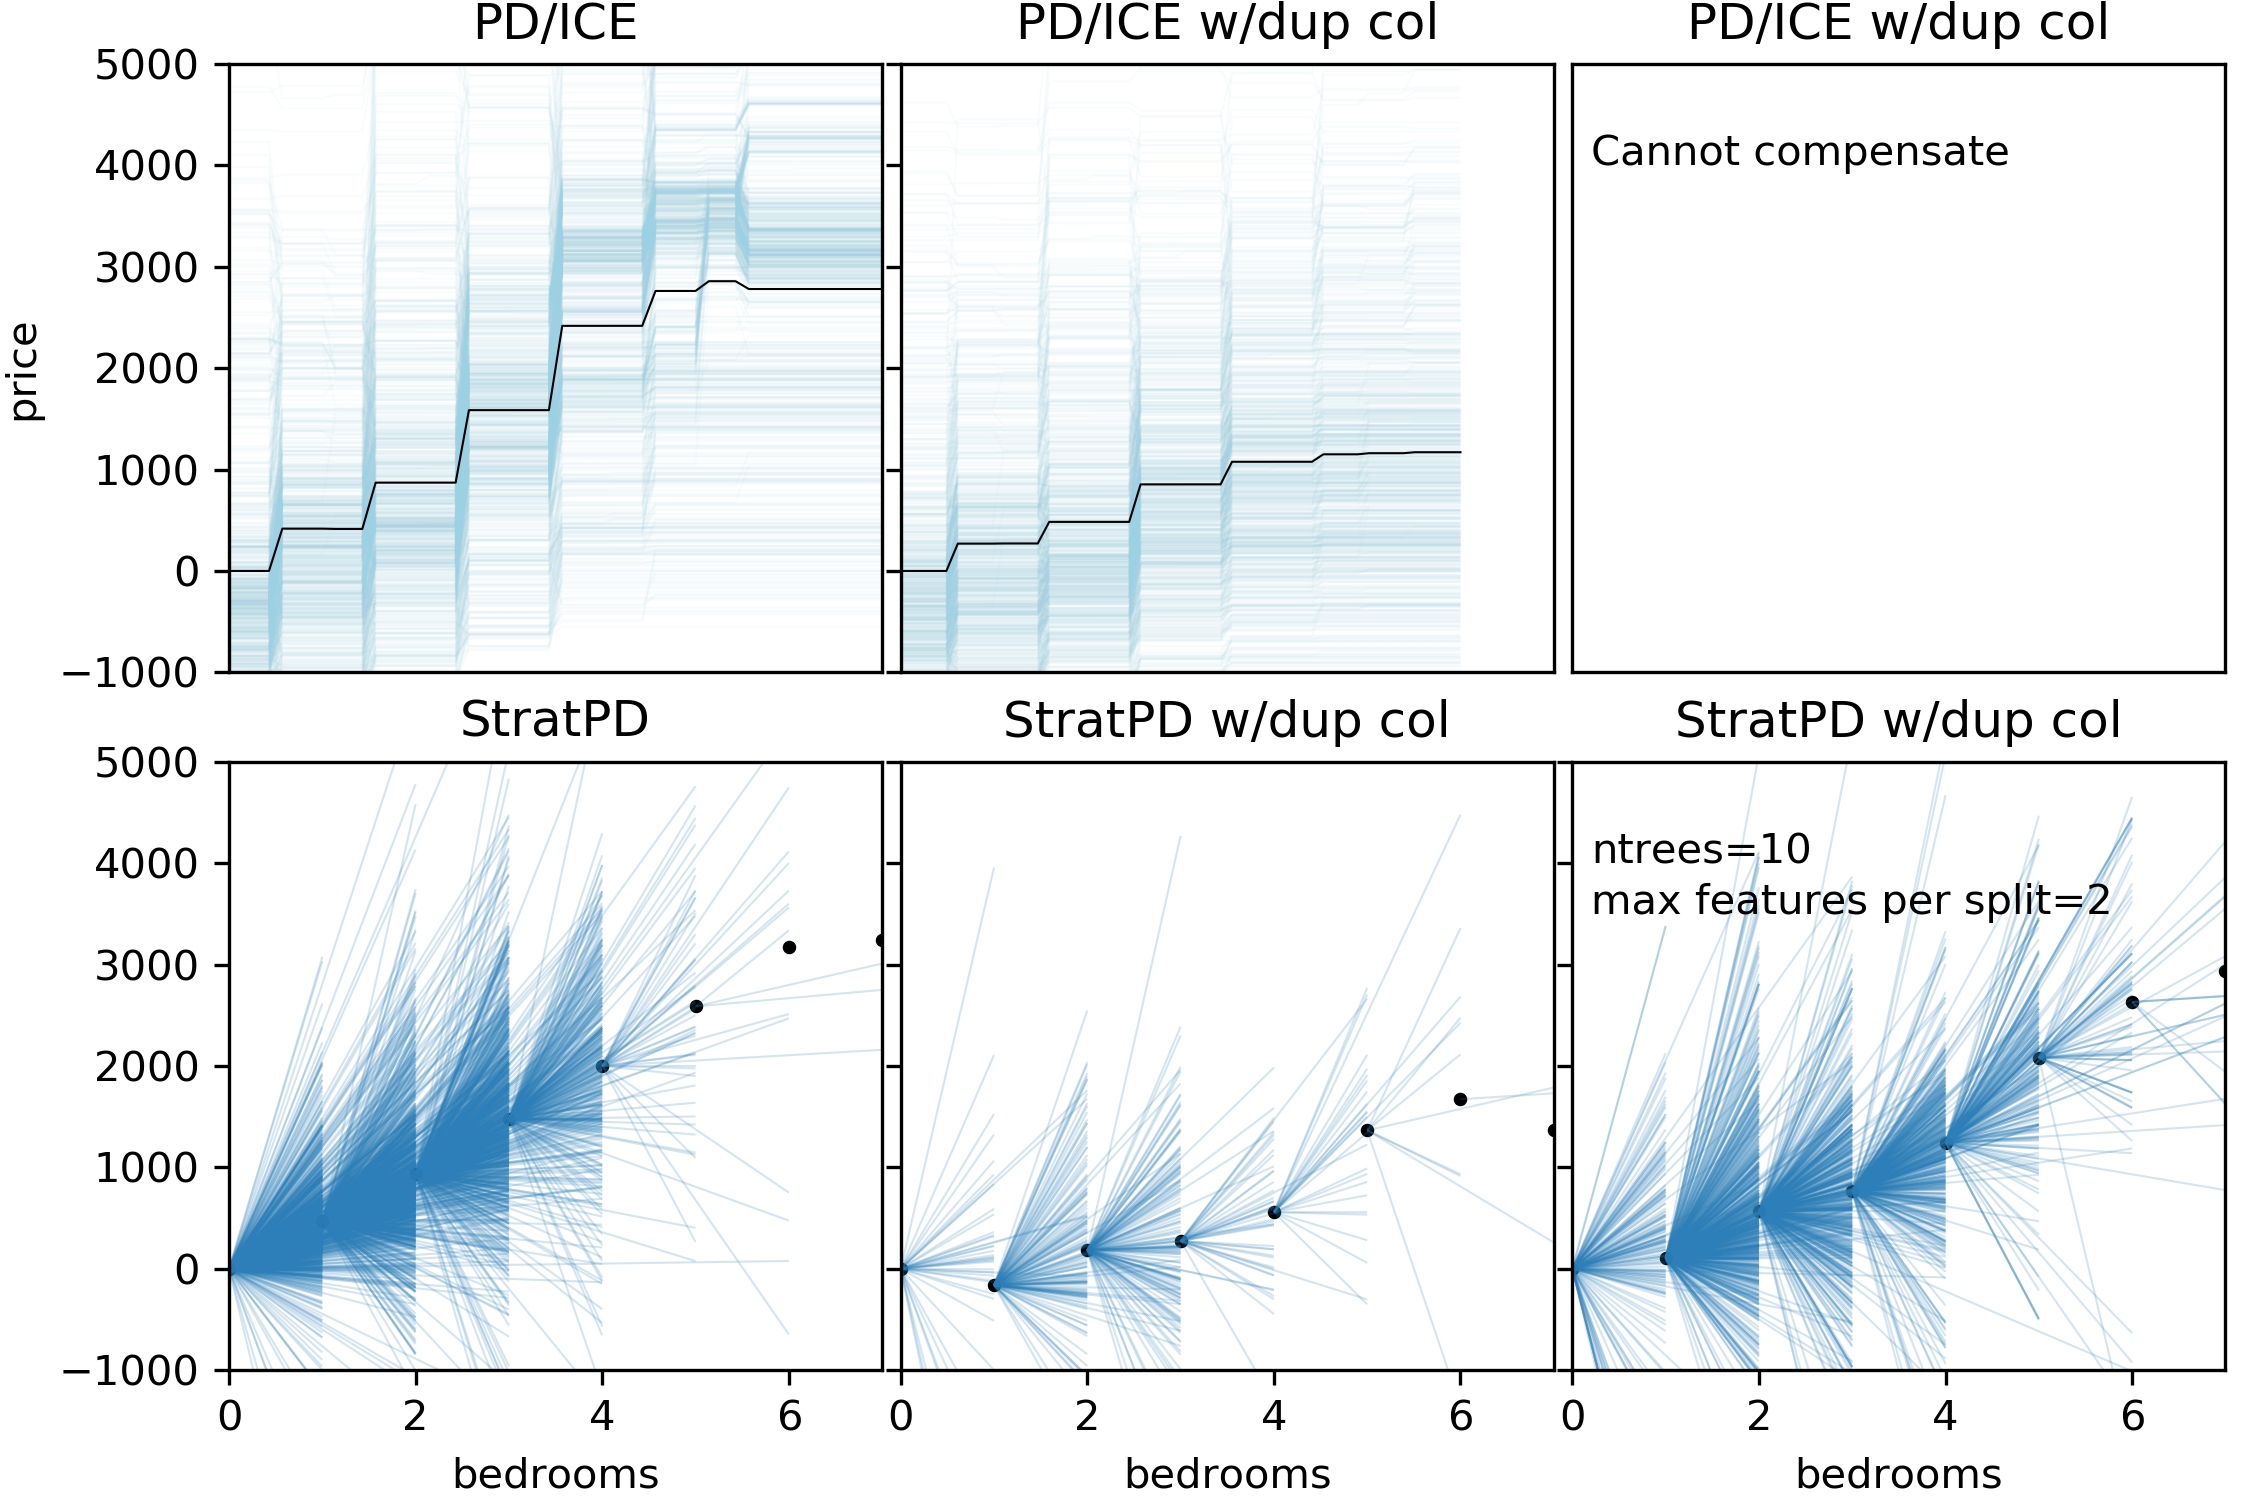 PD/ICE
PD/ICE w/dup col
PD/ICE w/dup col
5000
4000
3000
2000
1000
0
−1000
price
Cannot compensate
StratPD
StratPD w/dup col
StratPD w/dup col
5000
4000
3000
2000
1000
0
−1000
ntrees=10
max features per split=2
0 2 4 6
0 2 4 6
0 2 4 6
bedrooms
bedrooms
bedrooms